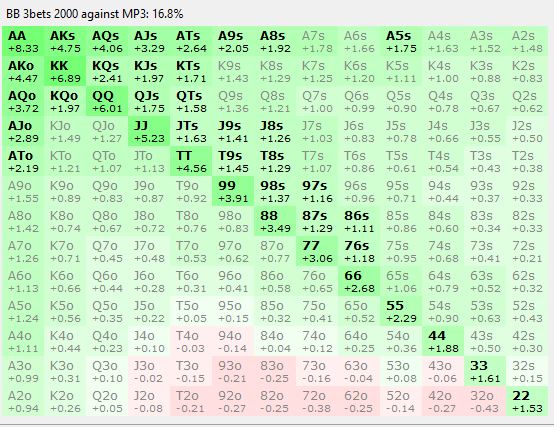 BB 3bets 2000 against MP3: 16.8%
AA AKs AQs AJs ATs A9s A8s A7s A6s A5s A4s A3s A2s
+8.33 +4.75 +4.06 +3.29 +2.64 +2.05 +1.92 +1.78 +1.66 +1.75 +1.63 +1.52 +1.48
AKo KK KQs KJs KTs K9s K8s K7s K6s K5s K4s K3s K2s
+4.47 +6.89 +2.41 +1.97 +1.71 +1.43 +1.29 +1.25 +1.20 +1.11 +1.00 +0.88 +0.83
AQo KQo QQ QJs QTs Q9s Q8s Q7s Q6s Q5s Q4s Q3s Q2s
+3.72 +1.97 +6.01 +1.75 +1.58 +1.36 +1.21 +1.00 +0.99 +0.90 +0.78 +0.67 +0.62
AJo KJo QJo JJ JTs J9s J8s J7s J6s J5s J4s J3s J2s
+2.89 +1.49 +1.27 +5.23 +1.63 +1.41 +1.26 +1.03 +0.83 +0.78 +0.66 +0.55 +0.50
ATo KTo QTo JTo TT T9s T8s T7s T6s T5s T4s T3s T2s
+2.19 +1.21 +1.07 +1.13 +4.56 +1.45 +1.29 +1.07 +0.86 +0.61 +0.54 +0.43 +0.38
A9o K9o Q9o J9o T9o 99 98s 97s 96s 95s 94s 93s 92s
+1.55 +0.89 +0.83 +0.87 +0.92 +3.91 +1.37 +1.16 +0.96 +0.71 +0.44 +0.37 +0.33
A8o K8o Q8o J8o T8o 98o 88 87s 86s 85s 84s 83s 82s
+1.42 +0.74 +0.67 +0.72 +0.76 +0.83 +3.49 +1.29 +1.11 +0.86 +0.60 +0.34 +0.33
A7o K7o Q7o J7o T7o 97o 87o 77 76s 75s 74s 73s 72s
+1.26 +0.71 +0.45 +0.48 +0.53 +0.62 +0.77 +3.06 +1.18 +0.95 +0.68 +0.41 +0.21
A6o K6o Q6o J6o T6o 96o 86o 76o 66 65s 64s 63s 62s
+1.13 +0.66 +0.44 +0.28 +0.31 +0.41 +0.58 +0.65 +2.68 +1.06 +0.79 +0.52 +0.32
A5o K5o Q5o J5o T5o 95o 85o 75o 65o 55 54s 53s 52s
+1.24 +0.56 +0.35 +0.22 +0.05 +0.15 +0.32 +0.41 +0.52 +2.29 +0.90 +0.63 +0.43
A4o K4o Q4o J4o T4o 94o 84o 74o 64o 54o 44 43s 42s
+1.11 +0.44 +0.24 +0.10 -0.03 -0.14 +0.04 +0.12 +0.25 +0.36 +1.88 +0.50 +0.30
A3o K3o Q3o J3o T3o 93o 83o 73o 63o 53o 43o 33 32s
+0.99 +0.31 +0.10 -0.02 -0.15 -0.21 -0.25 -0.16 -0.04 +0.08 -0.06 +1.61 +0.15
A2o K2o Q2o J2o T2o 92o 82o 72o 62o 52o 42o 32o 22
+0.94 +0.26 +0.05 -0.08 -0.21 -0.27 -0.25 -0.38 -0.25 -0.14 -0.27 -0.43 +1.53